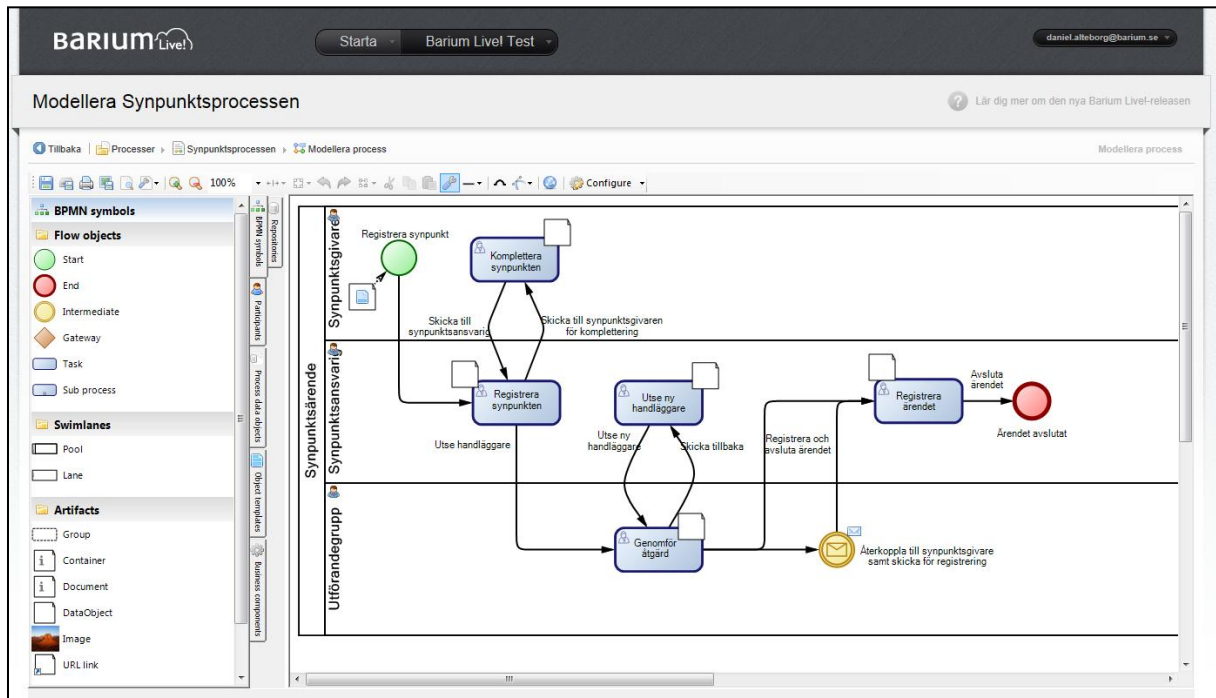 BARIUM Live!
Starta
Barium Live! Test
daniel.alteborg@barium.se
Modellera Synpunktsprocessen
? Lär dig mer om den nya Barium Live!-releasen
Tillbaka | Processer Synpunktsprocessen Modellera process
Modellera process
100%
Configure
BPMN symbols
Flow objects
Start
End
Intermediate
Gateway
Task
Sub process
Swimlanes
Pool
Lane
Artifacts
Group
Container
Document
DataObject
Image
URL link
BPMN symbols
Participants
Process data objects
Object templates
Business components
Repositories
Synpunktsärende
Synpunktsgivare
Registrera synpunkt
Komplettera
synpunkten
Skicka till
synpunktsansvarig
Skicka till synpunktsgivaren
för komplettering
Synpunktsansvarig
Registrera
synpunkten
Utse handläggare
Utse ny
handläggare
Utse ny
handläggare
Skicka tillbaka
Registrera och
avsluta ärendet
Registrera
ärendet
Avsluta
ärendet
Ärendet avslutat
Utförandegrupp
Genomför
åtgärd
Återkoppla till synpunktsgivare
samt skicka för registrering